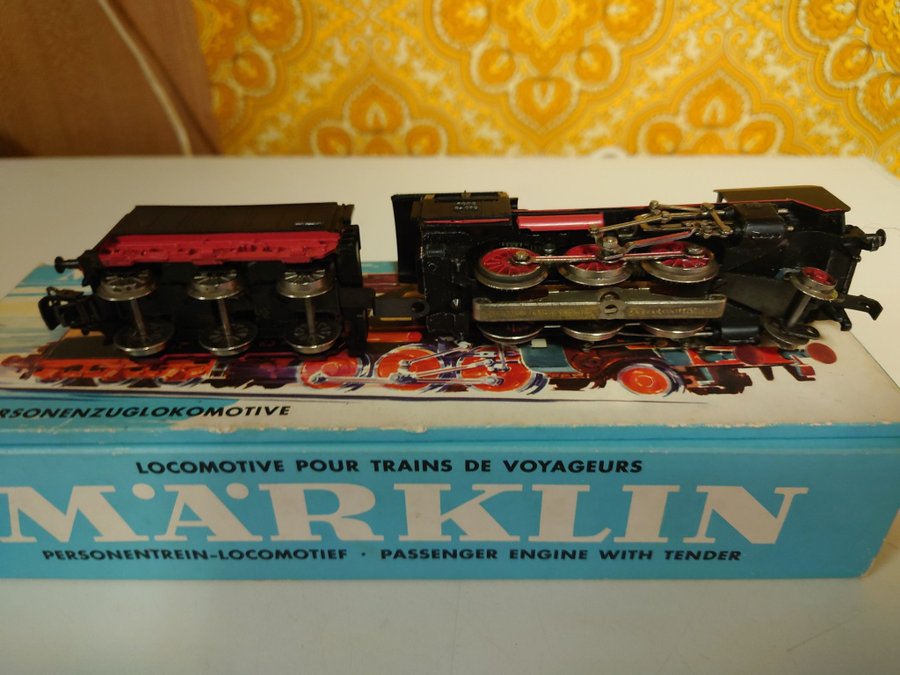 RSONENZUGLOKOMOTIVE
LOCOMOTIVE POUR TRAINS DE VOYAGEURS
MÄRKLIN
PERSONENTREIN-LOCOMOTIEF · PASSENGER ENGINE WITH TENDER